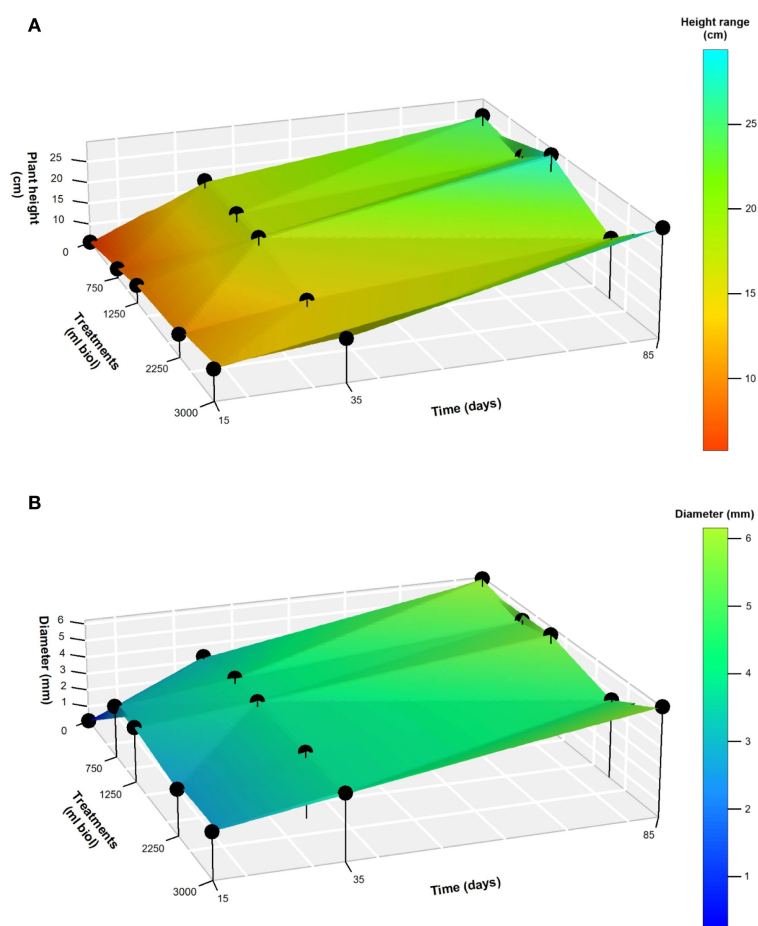 A
Height range
(cm)
25
20
15
10
Plant height
(cm)
25
20
15
10
0
750
1250
2250
3000
Treatments
(ml biol)
15
35
85
Time (days)
B
Diameter (mm)
6
5
4
3
2
1
Diameter (mm)
6
5
4
3
2
1
0
750
1250
2250
3000
Treatments
(ml biol)
15
35
85
Time (days)